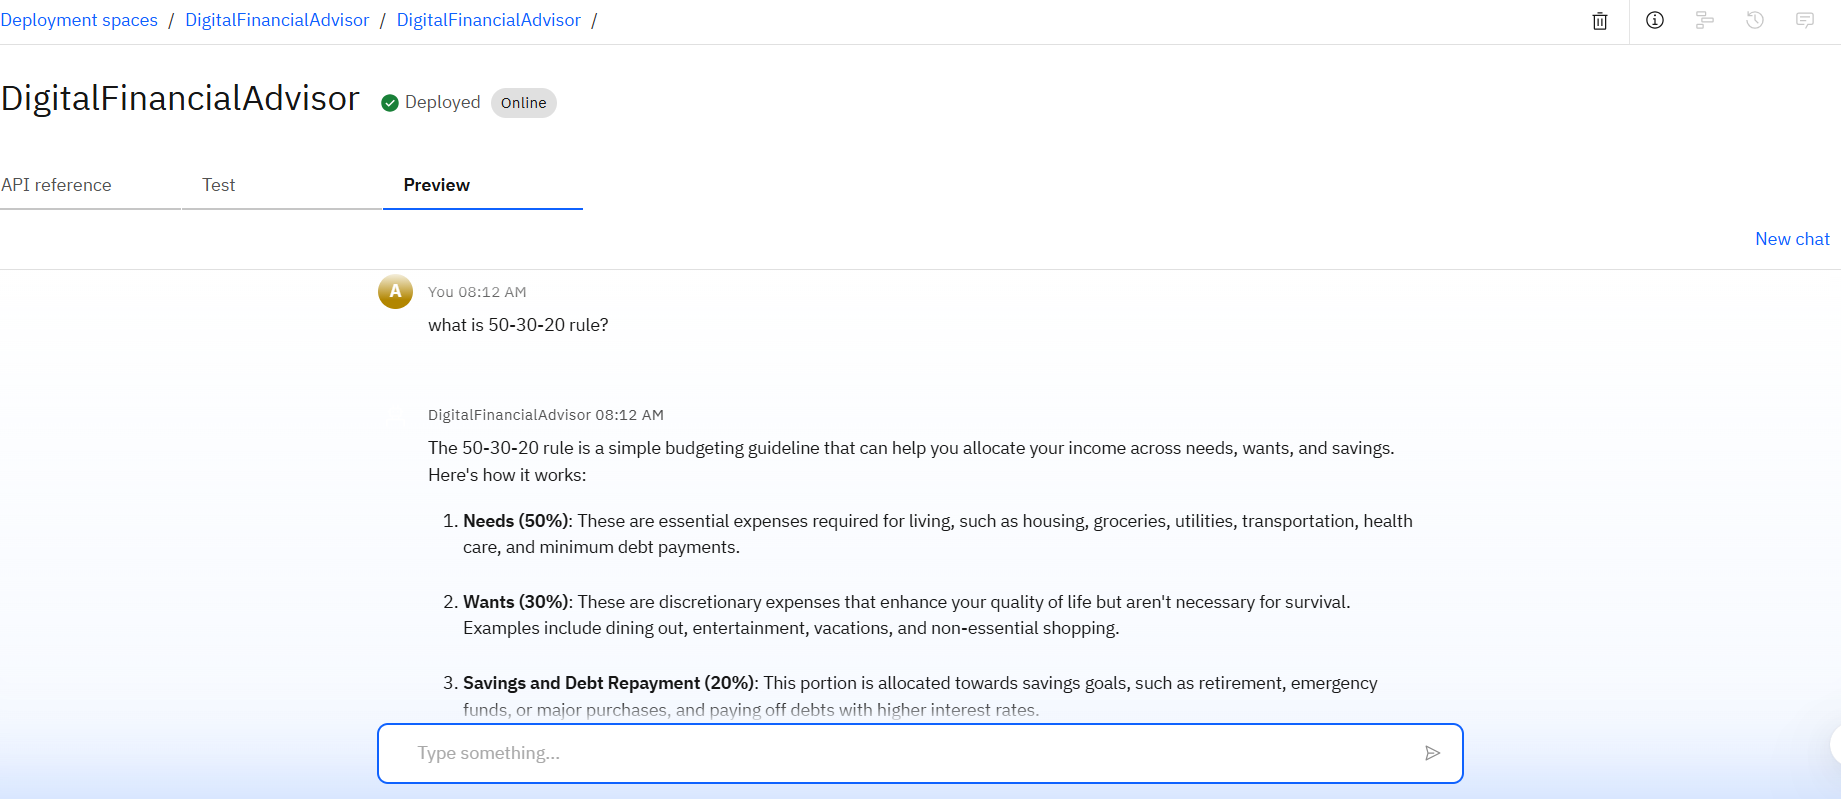 Deployment spaces / DigitalFinancialAdvisor / DigitalFinancialAdvisor /
DigitalFinancialAdvisor Deployed Online
API reference Test Preview
New chat
A You 08:12 AM
what is 50-30-20 rule?
DigitalFinancialAdvisor 08:12 AM
The 50-30-20 rule is a simple budgeting guideline that can help you allocate your income across needs, wants, and savings.
Here's how it works:
1. Needs (50%): These are essential expenses required for living, such as housing, groceries, utilities, transportation, health
care, and minimum debt payments.
2. Wants (30%): These are discretionary expenses that enhance your quality of life but aren't necessary for survival.
Examples include dining out, entertainment, vacations, and non-essential shopping.
3. Savings and Debt Repayment (20%): This portion is allocated towards savings goals, such as retirement, emergency
funds, or major purchases, and paying off debts with higher interest rates.
Type something...